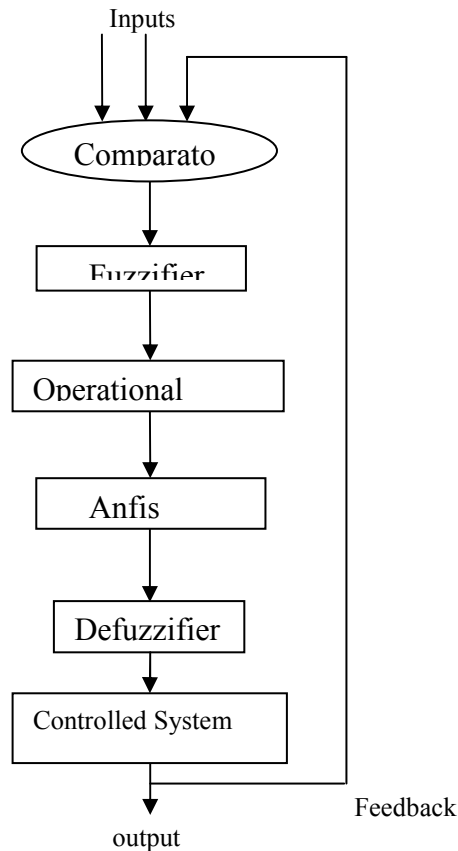 Inputs
Comparato
Fuzzifier
Operational
Anfis
Defuzzifier
Controlled System
Feedback
output